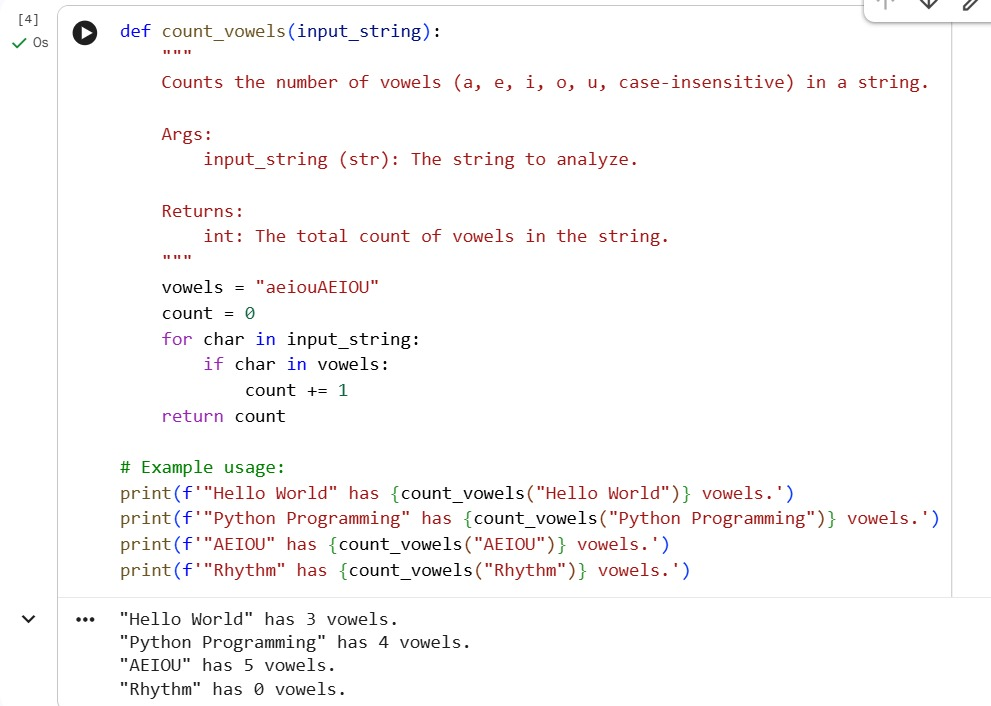 [4]
0s
def count_vowels(input_string):
    """
    Counts the number of vowels (a, e, i, o, u, case-insensitive) in a string.

    Args:
        input_string (str): The string to analyze.

    Returns:
        int: The total count of vowels in the string.
    """
    vowels = "aeiouAEIOU"
    count = 0
    for char in input_string:
        if char in vowels:
            count += 1
    return count

# Example usage:
print(f'"Hello World" has {count_vowels("Hello World")} vowels.')
print(f'"Python Programming" has {count_vowels("Python Programming")} vowels.')
print(f'"AEIOU" has {count_vowels("AEIOU")} vowels.')
print(f'"Rhythm" has {count_vowels("Rhythm")} vowels.')
"Hello World" has 3 vowels.
"Python Programming" has 4 vowels.
"AEIOU" has 5 vowels.
"Rhythm" has 0 vowels.